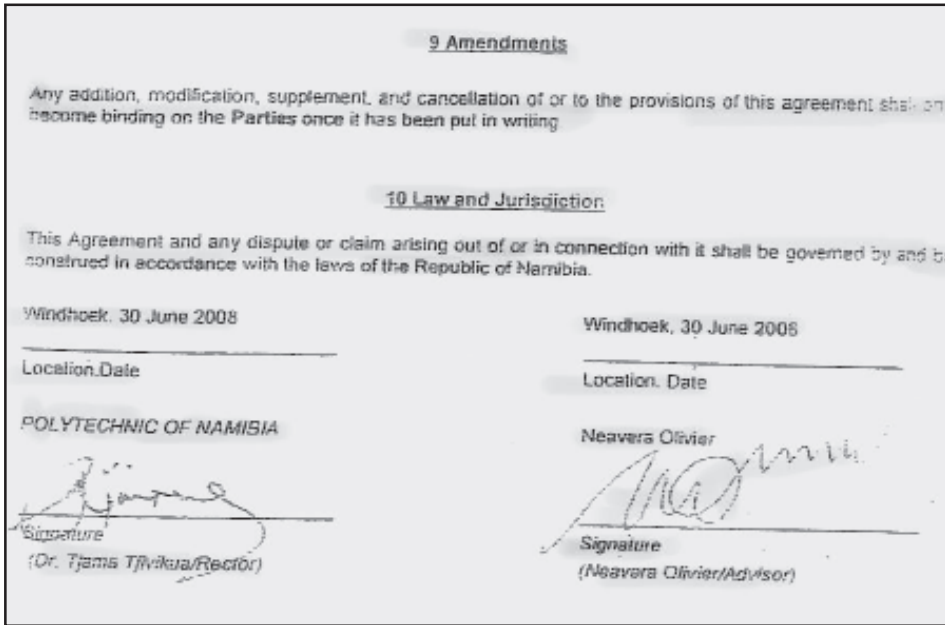 9 Amendments
Any addition, modification, supplement, and cancellation of or to the provisions of this agreement shall
become binding on the Parties once it has been put in writing
10 Law and Jurisdiction
This Agreement and any dispute or claim arising out of or in connection with it shall be governed by and
construed in accordance with the laws of the Republic of Namibia.
Windhoek, 30 June 2008
Windhoek, 30 June 2008
Location.Date
Location. Date
POLYTECHNIC OF NAMIBIA
Neavera Olivier
Signature
Signature
(Dr. Tjama Tjivikua/Rector)
(Neavera Olivier/Advisor)